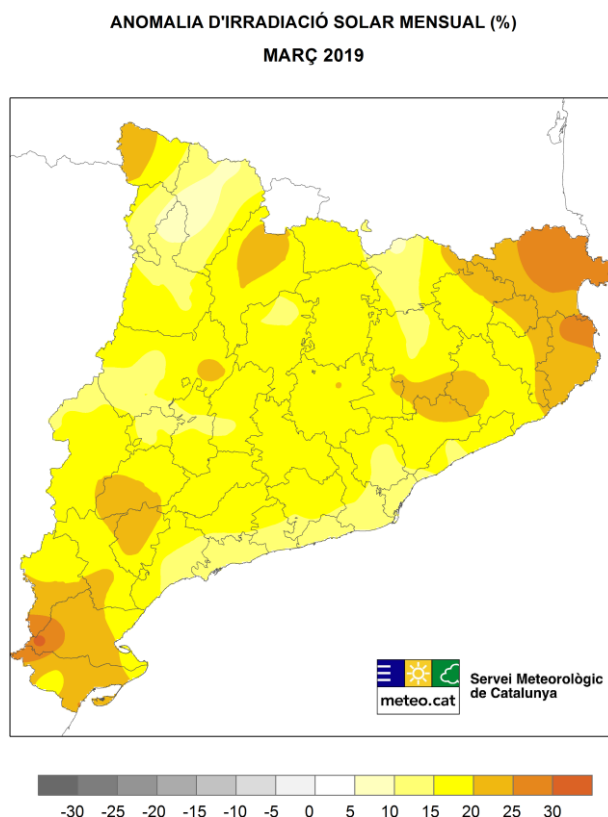 ANOMALIA D'IRRADIACIÓ SOLAR MENSUAL (%)
MARÇ 2019
meteo.cat
Servei Meteorològic
de Catalunya
-30 -25 -20 -15 -10 -5 0 5 10 15 20 25 30